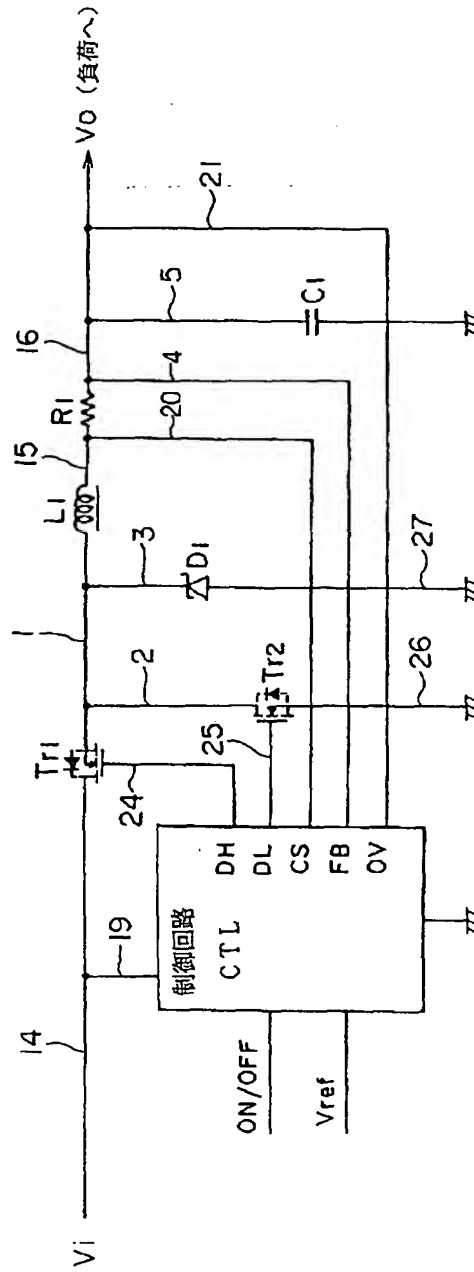 Vi
14
19
Tr1
24
1
2
3
L1
15
R1
16
20
4
5
21
VO (負荷へ)
D1
C1
Tr2
25
26
27
制御回路
CTL
DH
DL
CS
FB
OV
ON/OFF
Vref